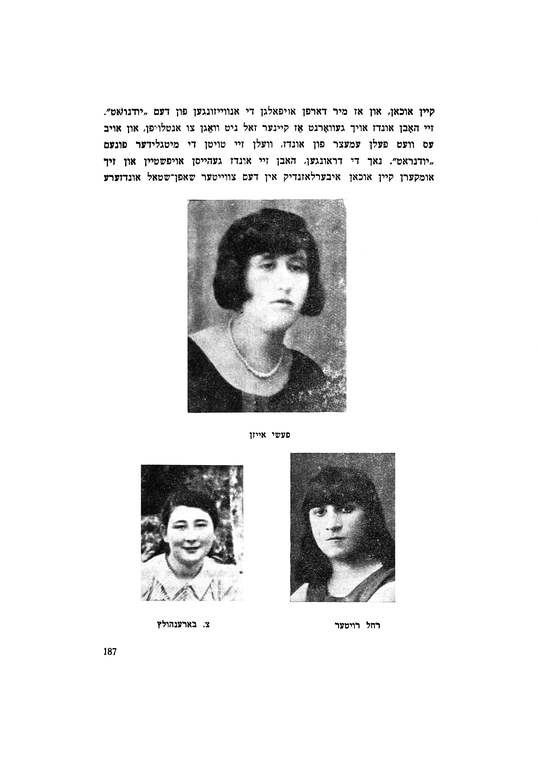 קיין אוכאן, און אז מיר דארפן אויפאלגן די אנווייזונגען פון דעם „יודנראט".
זיי האבן אונדז אויך געווארנט אז קיינער זאל ניט וואגן צו אנטלויפן, און אויב
עס וועט פעלן עמעצער פון אונדז, וועלן זיי טויטן די מיטגלידער פונעם
„יודנראט". נאך די דראונגען, האבן זיי אונדז געהייסן אויפשטיין און זיך
אומקערן קיין אוכאן איבערלאזנדיק אין דעם צווייטער שאפן־שטאל אונדזערע
פעשי אייזן
צ. בארענהולץ
רחל רויטער
187